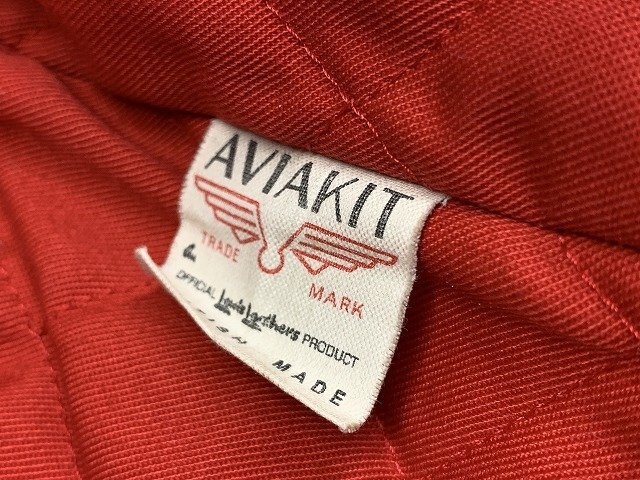 AVIAKIT
TRADE MARK
A
OFFICIAL Lewis Leathers PRODUCT
MADE